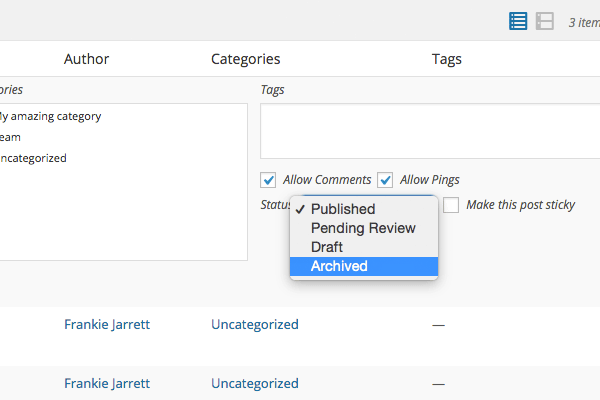 3 item
Author Categories Tags
ories Tags
My amazing category
eam
ncategorized
Allow Comments Allow Pings
Status Make this post sticky
✓ Published
Pending Review
Draft
Archived
Frankie Jarrett Uncategorized —
Frankie Jarrett Uncategorized —